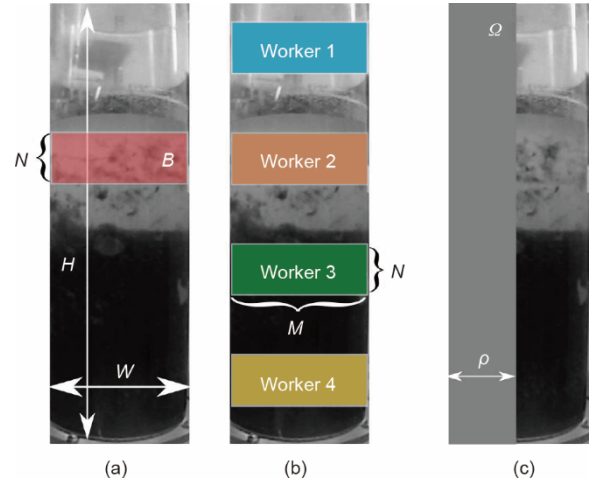 N
B
H
W
(a)
Worker 1
Worker 2
Worker 3
N
M
Worker 4
(b)
Ω
ρ
(c)